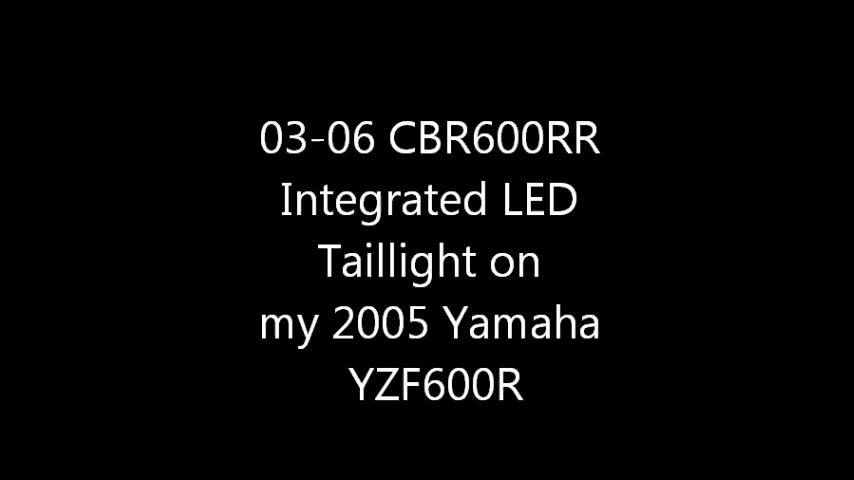 03-06 CBR600RR
Integrated LED
Taillight on
my 2005 Yamaha
YZF600R